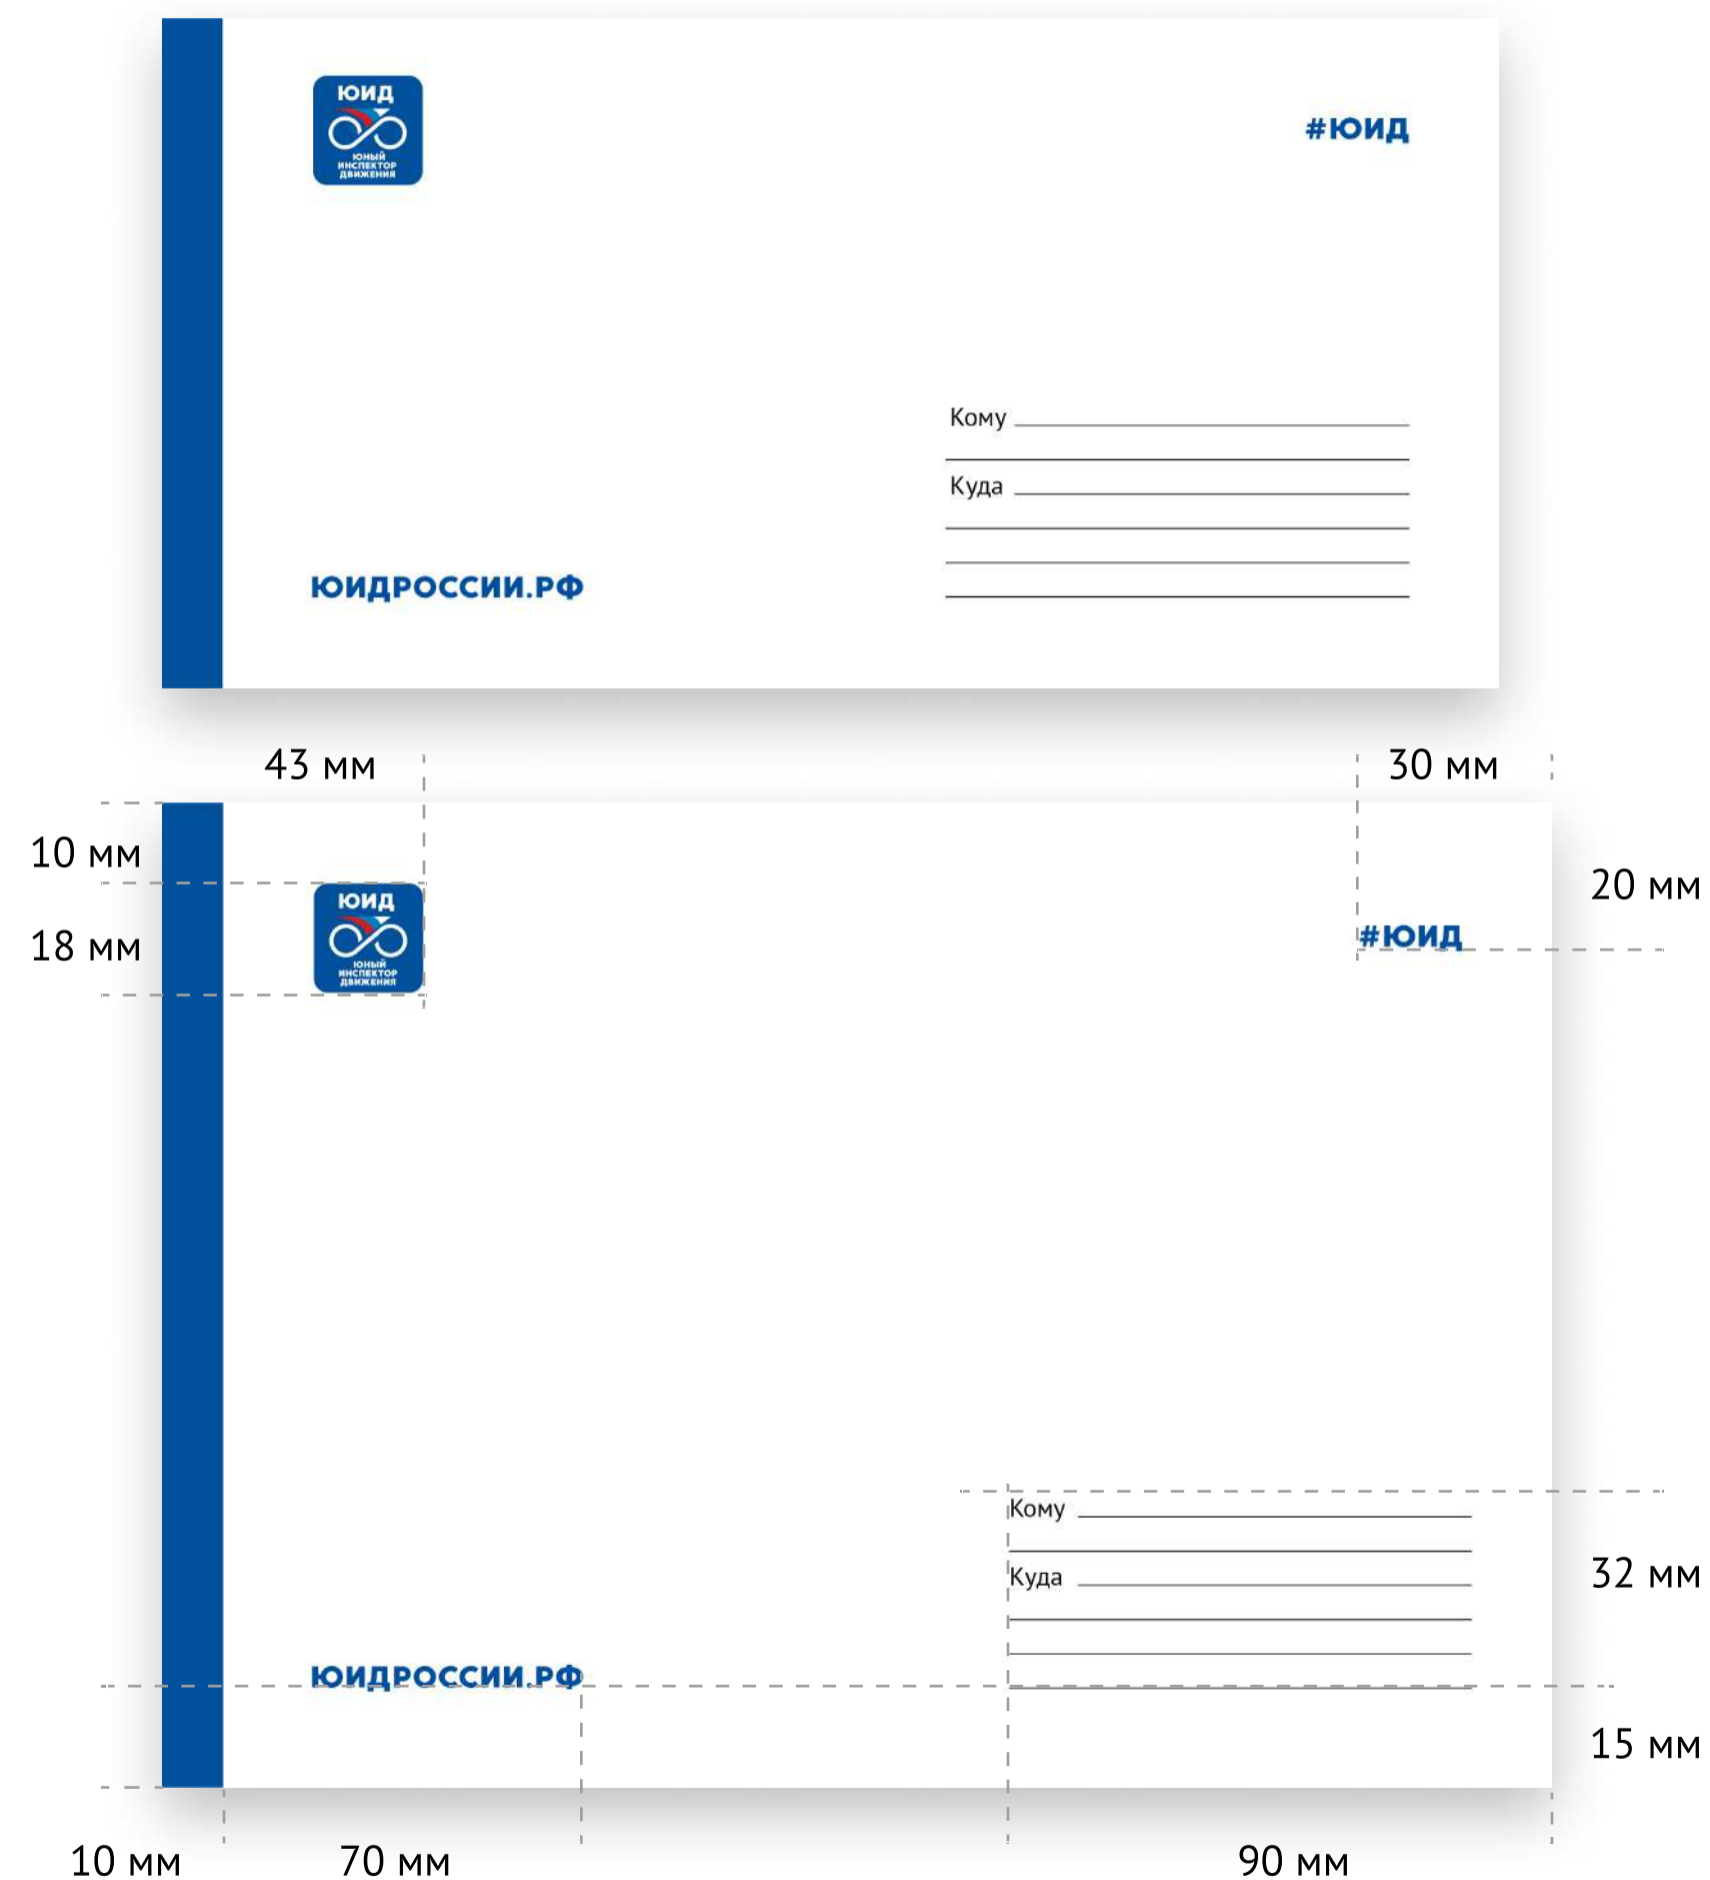 ЮИД
ЮНЫЙ
ИНСПЕКТОР
ДВИЖЕНИЯ
#ЮИД
Кому
Куда
ЮИДРОССИИ.РФ
43 мм
30 мм
10 мм
20 мм
18 мм
ЮИД
ЮНЫЙ
ИНСПЕКТОР
ДВИЖЕНИЯ
#ЮИД
Кому
Куда
32 мм
ЮИДРОССИИ.РФ
15 мм
10 мм
70 мм
90 мм